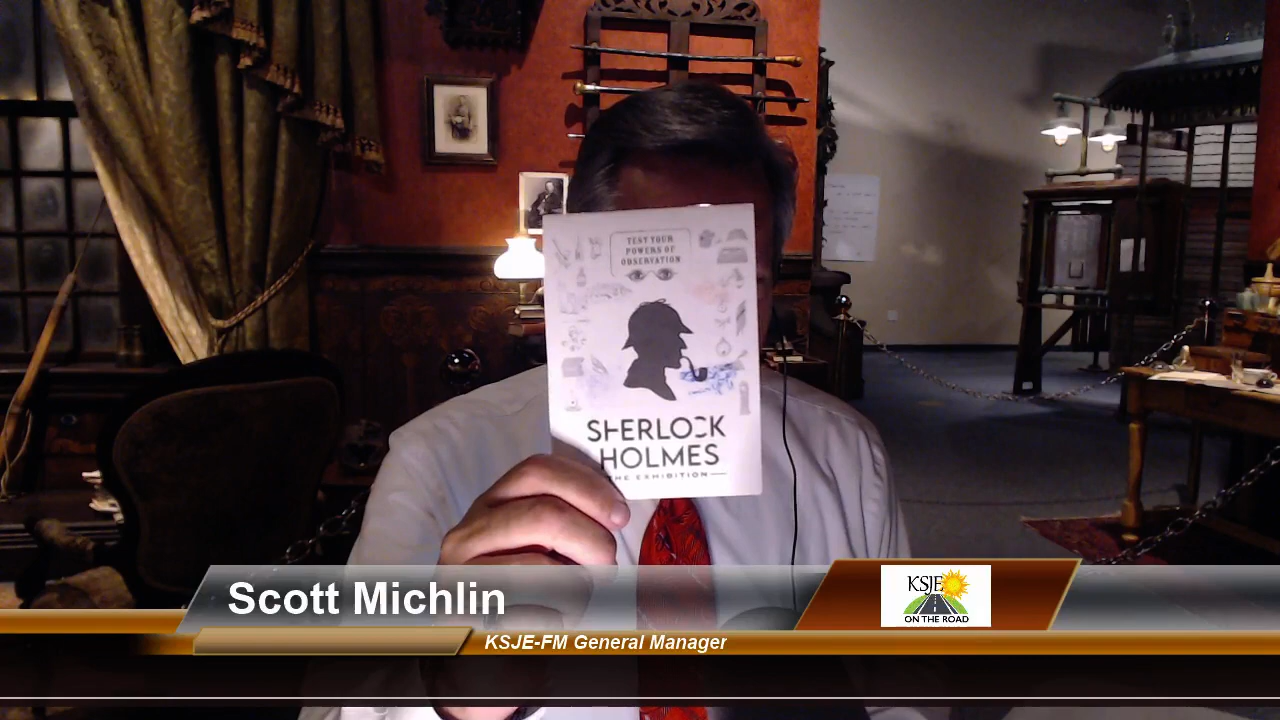 TEST YOUR
POWERS OF
OBSERVATION
SHERLOCK
HOLMES
THE EXHIBITION
Scott Michlin
KSJE
ON THE ROAD
KSJE-FM General Manager